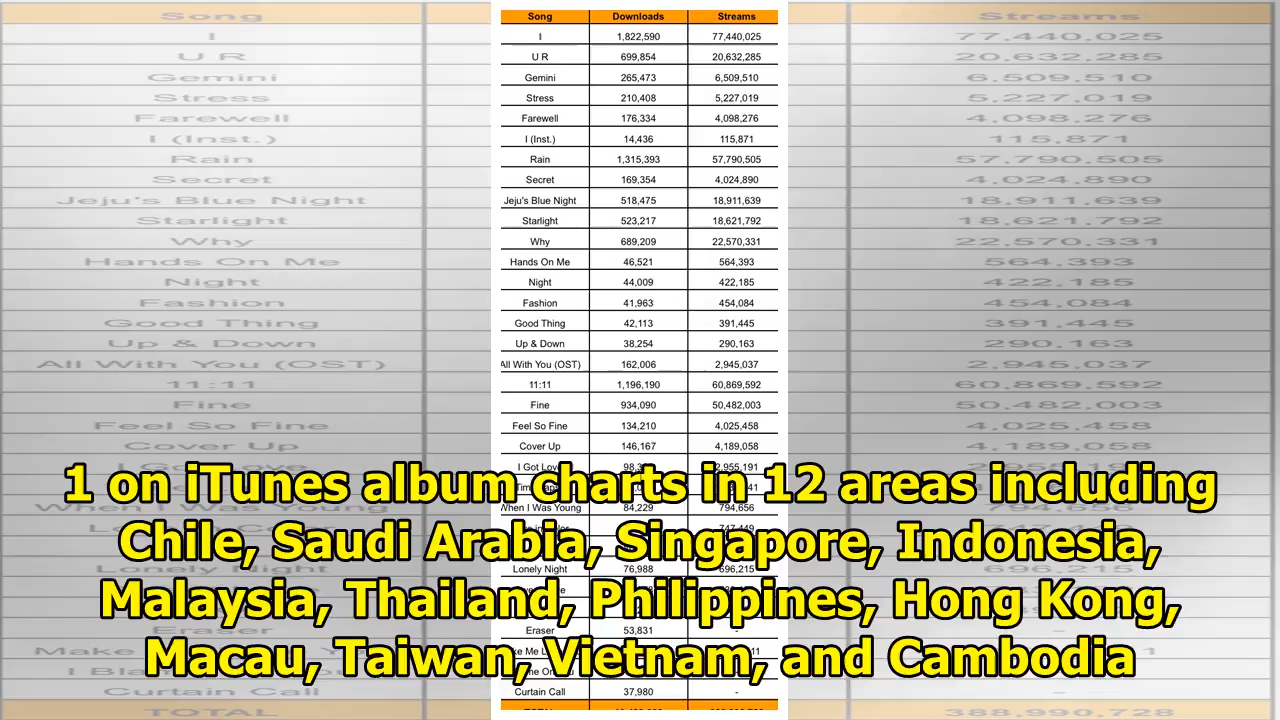 Song Downloads Streams
I 1,822,590 77,440,025
U R 699,854 20,632,285
Gemini 265,473 6,509,510
Stress 210,408 5,227,019
Farewell 176,334 4,098,276
I (Inst.) 14,436 115,871
Rain 1,315,393 57,790,505
Secret 169,354 4,024,890
Jeju's Blue Night 518,475 18,911,639
Starlight 523,217 18,621,792
Why 689,209 22,570,331
Hands On Me 46,521 564,393
Night 44,009 422,185
Fashion 41,963 454,084
Good Thing 42,113 391,445
Up & Down 38,254 290,163
All With You (OST) 162,006 2,945,037
11:11 1,196,190 60,869,592
Fine 934,090 50,482,003
Feel So Fine 134,210 4,025,458
Cover Up 146,167 4,189,058
2,955,191
When I Was Young 84,229 794,656
Lonely Night 76,988 696,215
Eraser 53,831 -
Curtain Call 37,980 -
TOTAL 388,990,728
1 on iTunes album charts in 12 areas including
Chile, Saudi Arabia, Singapore, Indonesia,
Malaysia, Thailand, Philippines, Hong Kong,
Macau, Taiwan, Vietnam, and Cambodia